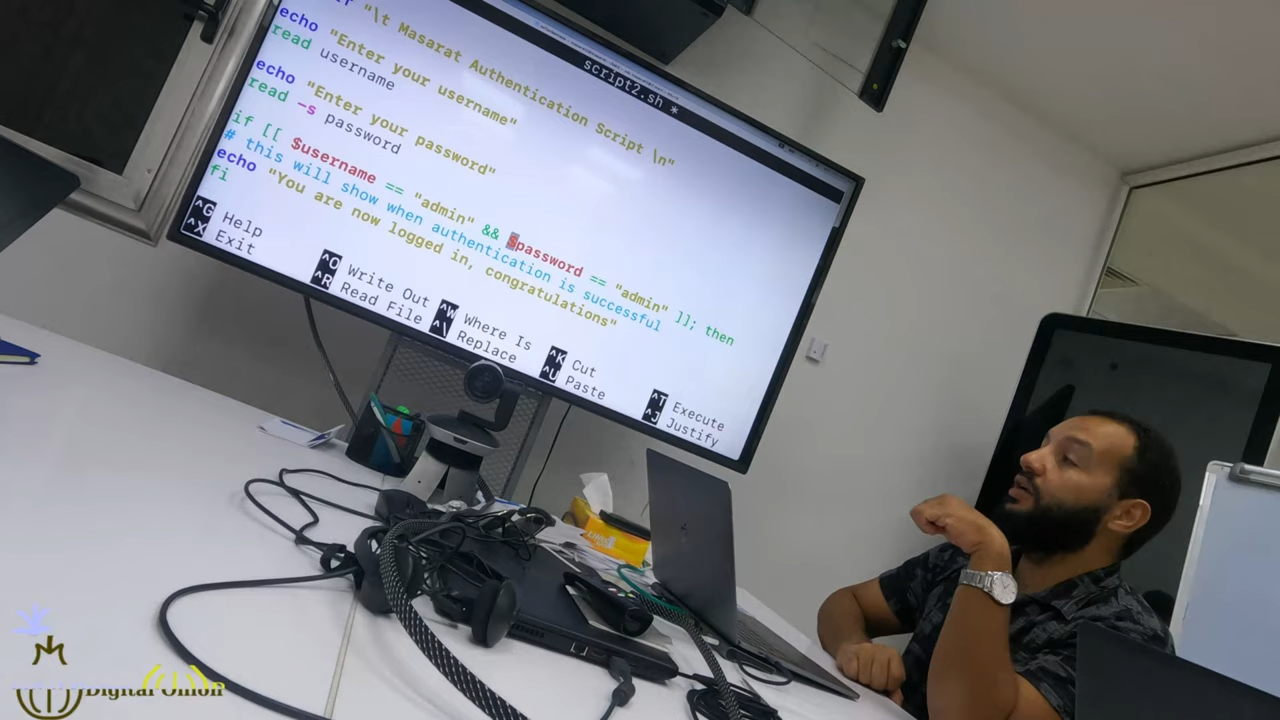 script2.sh *
"\t Masarat Authentication Script \n"
echo "Enter your username"
read username
echo "Enter your password"
read -s password
if [[ $username == "admin" && $password == "admin" ]]; then
# this will show when authentication is successful
echo "You are now logged in, congratulations"
fi
^G Help
^X Exit
^O Write Out
^R Read File
^W Where Is
^\ Replace
^K Cut
^U Paste
^T Execute
^J Justify
Digital Union